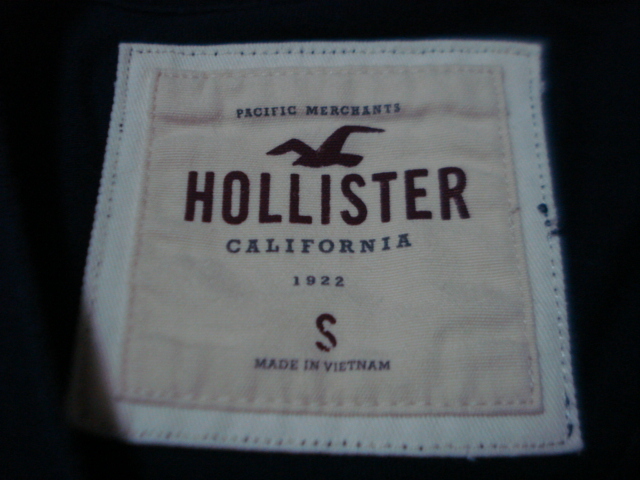 PACIFIC MERCHANTS
HOLLISTER
CALIFORNIA
1922
S
MADE IN VIETNAM